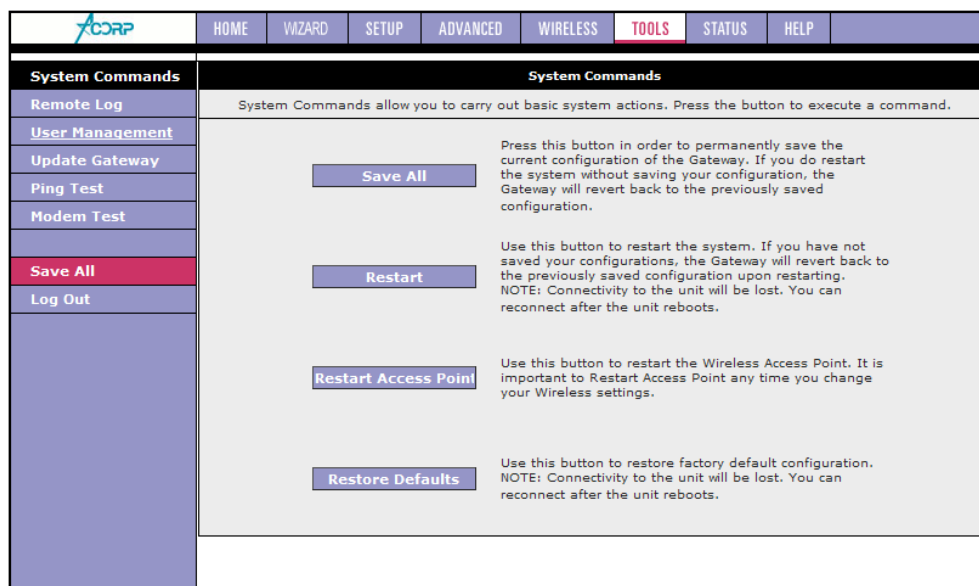 ACORP
HOME WIZARD SETUP ADVANCED WIRELESS TOOLS STATUS HELP
System Commands
Remote Log
User Management
Update Gateway
Ping Test
Modem Test
Save All
Log Out
System Commands
System Commands allow you to carry out basic system actions. Press the button to execute a command.
Save All
Press this button in order to permanently save the
current configuration of the Gateway. If you do restart
the system without saving your configuration, the
Gateway will revert back to the previously saved
configuration.
Restart
Use this button to restart the system. If you have not
saved your configurations, the Gateway will revert back to
the previously saved configuration upon restarting.
NOTE: Connectivity to the unit will be lost. You can
reconnect after the unit reboots.
Restart Access Point
Use this button to restart the Wireless Access Point. It is
important to Restart Access Point any time you change
your Wireless settings.
Restore Defaults
Use this button to restore factory default configuration.
NOTE: Connectivity to the unit will be lost. You can
reconnect after the unit reboots.